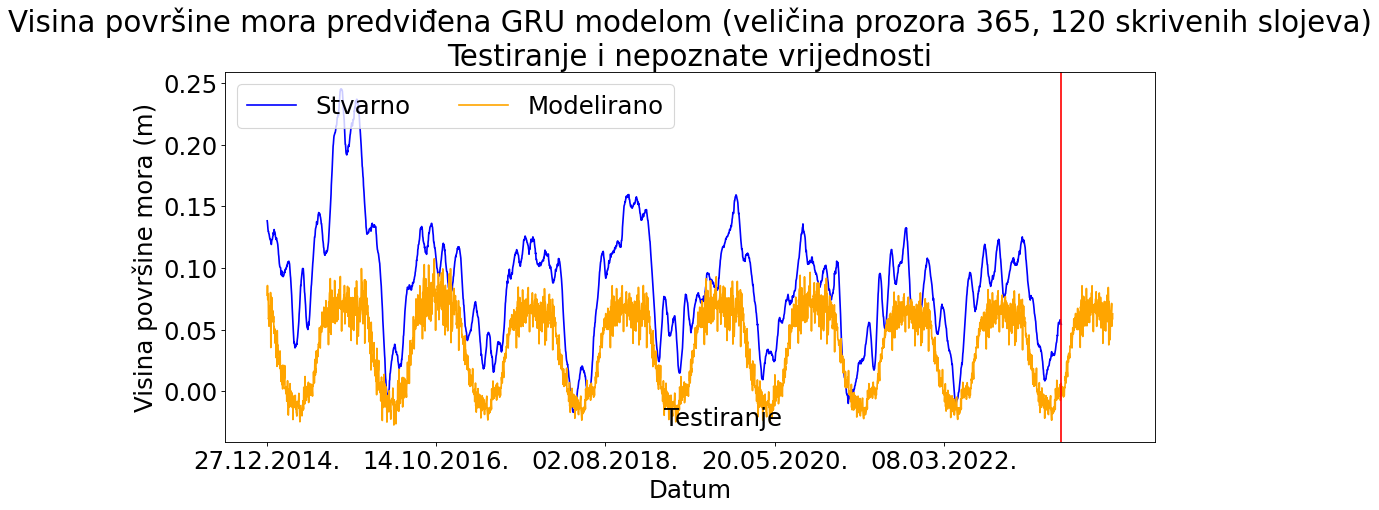 Visina površine mora predviđena GRU modelom (veličina prozora 365, 120 skrivenih slojeva)
Testiranje i nepoznate vrijednosti
Stvarno
Modelirano
Visina površine mora (m)
0.25
0.20
0.15
0.10
0.05
0.00
Testiranje
27.12.2014.
14.10.2016.
02.08.2018.
20.05.2020.
08.03.2022.
Datum